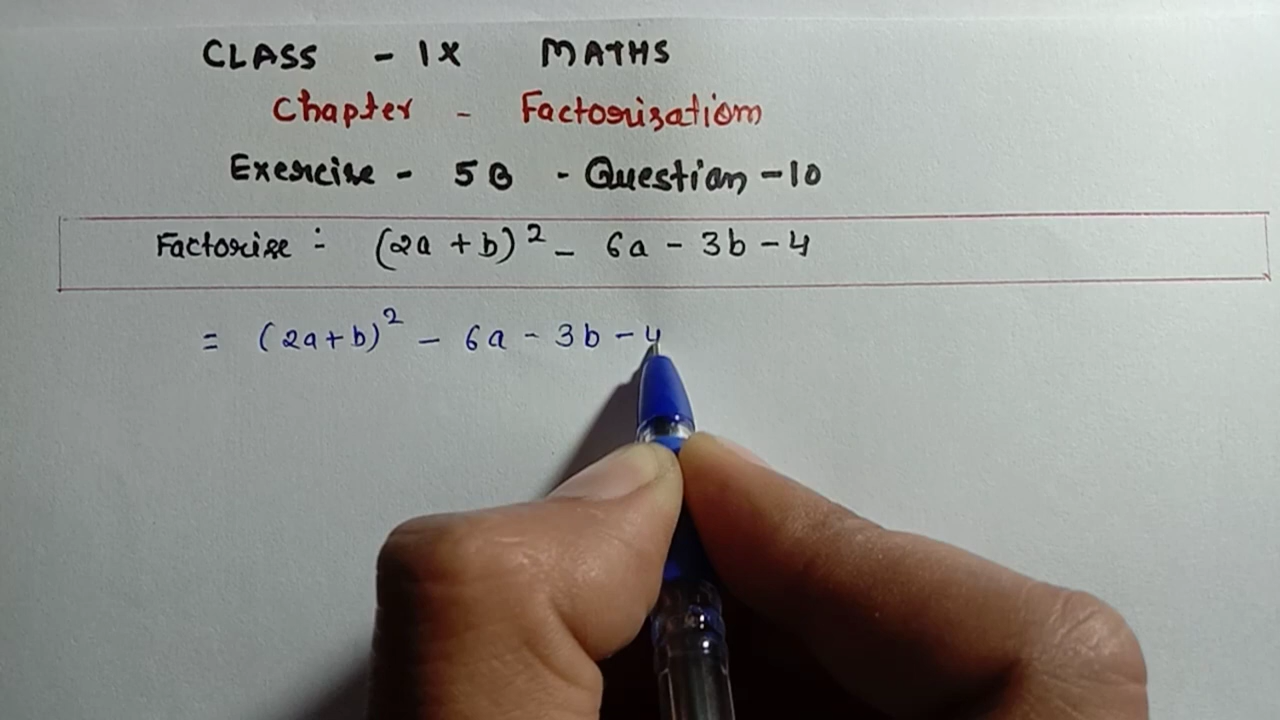 CLASS - IX MATHS
Chapter - Factorisation
Exercise - 5B - Question - 10
Factorise :- (2a + b)² - 6a - 3b - 4
= (2a+b)² - 6a - 3b - 4